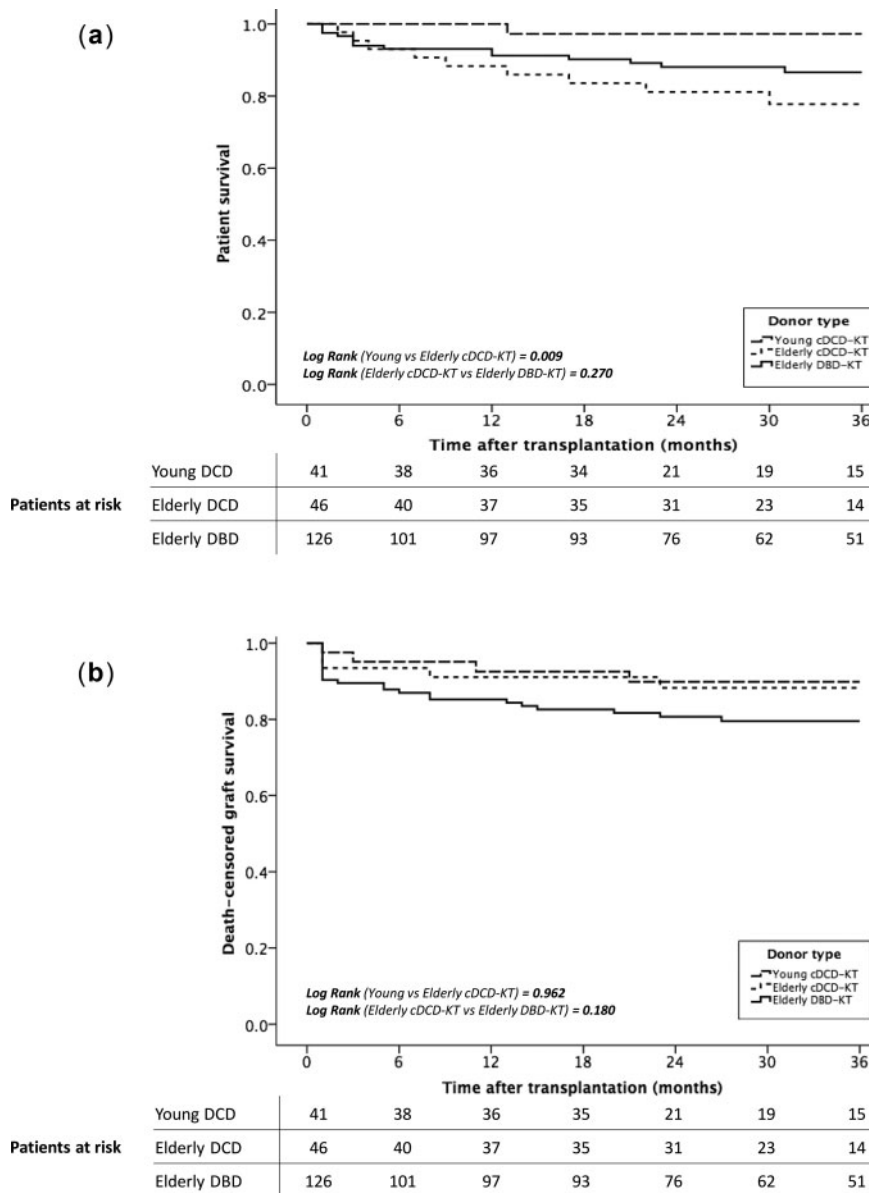 (a)
Patient survival
1.0
0.8
0.6
0.4
0.2
0.0
Log Rank (Young vs Elderly cDCD-KT) = 0.009
Log Rank (Elderly cDCD-KT vs Elderly DBD-KT) = 0.270
Donor type
Young cDCD-KT
Elderly cDCD-KT
Elderly DBD-KT
0 6 12 18 24 30 36
Time after transplantation (months)
Patients at risk
Young DCD 41 38 36 34 21 19 15
Elderly DCD 46 40 37 35 31 23 14
Elderly DBD 126 101 97 93 76 62 51
(b)
Death-censored graft survival
1.0
0.8
0.6
0.4
0.2
0.0
Log Rank (Young vs Elderly cDCD-KT) = 0.962
Log Rank (Elderly cDCD-KT vs Elderly DBD-KT) = 0.180
Donor type
Young cDCD-KT
Elderly cDCD-KT
Elderly DBD-KT
0 6 12 18 24 30 36
Time after transplantation (months)
Patients at risk
Young DCD 41 38 36 35 21 19 15
Elderly DCD 46 40 37 35 31 23 14
Elderly DBD 126 101 97 93 76 62 51